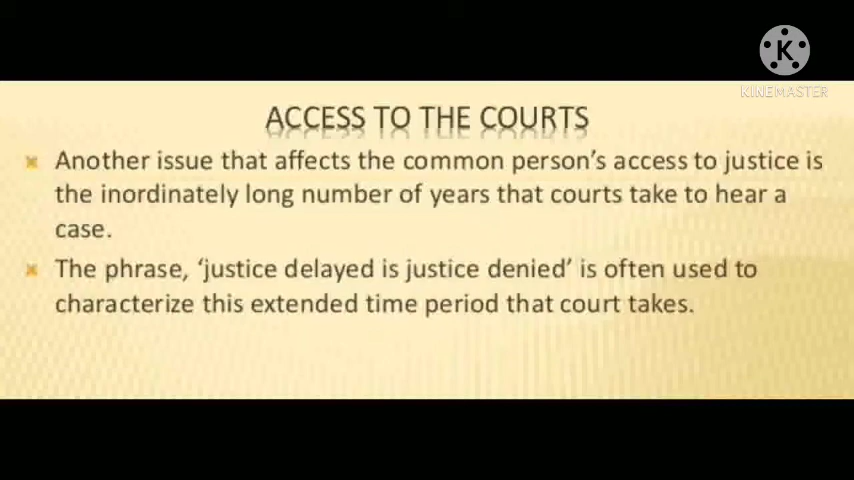 K
KINEMASTER
ACCESS TO THE COURTS
Another issue that affects the common person's access to justice is
the inordinately long number of years that courts take to hear a
case.
The phrase, ‘justice delayed is justice denied’ is often used to
characterize this extended time period that court takes.